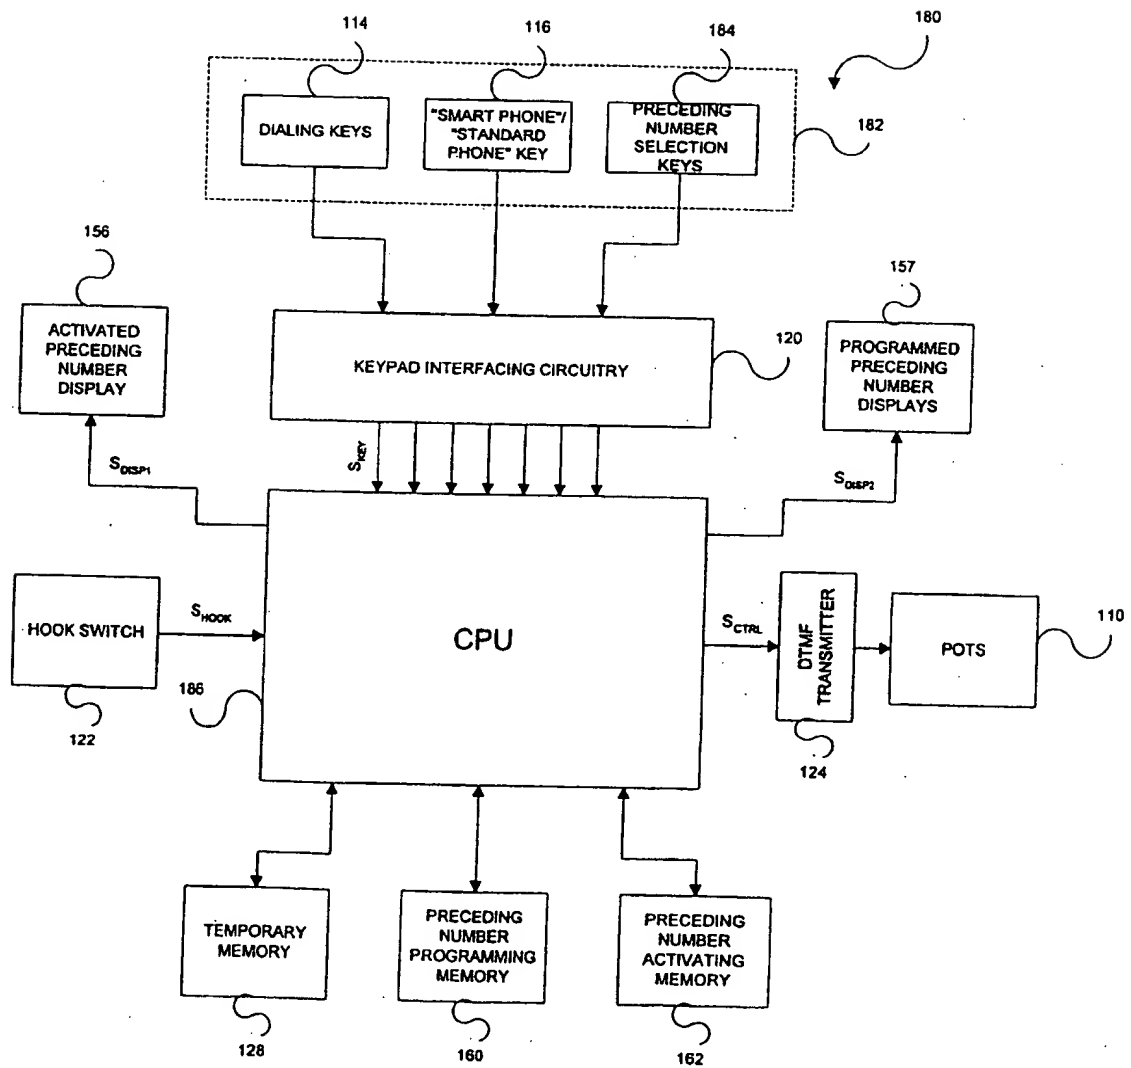 114
116
184
180
DIALING KEYS
"SMART PHONE"/
"STANDARD
PHONE" KEY
PRECEDING
NUMBER
SELECTION
KEYS
182
156
157
ACTIVATED
PRECEDING
NUMBER
DISPLAY
KEYPAD INTERFACING CIRCUITRY
120
PROGRAMMED
PRECEDING
NUMBER
DISPLAYS
SDISP1
SKEY
SDISP2
HOOK SWITCH
SHOOK
CPU
SCTRL
DTMF
TRANSMITTER
POTS
110
186
122
124
TEMPORARY
MEMORY
PRECEDING
NUMBER
PROGRAMMING
MEMORY
PRECEDING
NUMBER
ACTIVATING
MEMORY
128
160
162